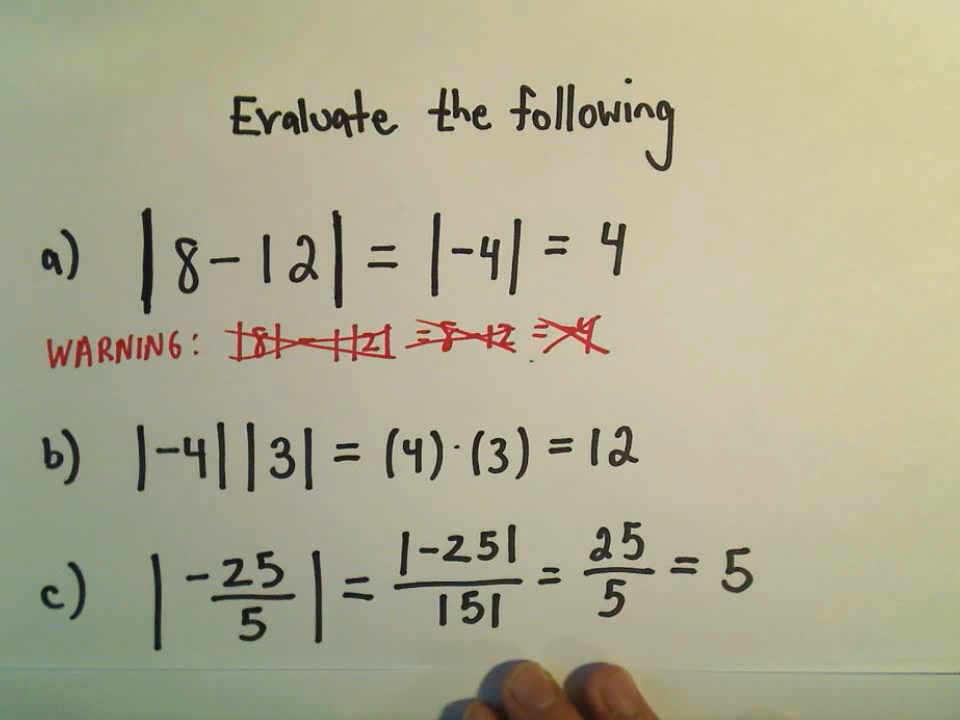 Evaluate the following
a) |8-12| = |-4| = 4
WARNING: |8|-|12| =8-12 =-4
b) |-4||3| = (4)·(3) = 12
c) |-25/5| = |-25|/|5| = 25/5 = 5